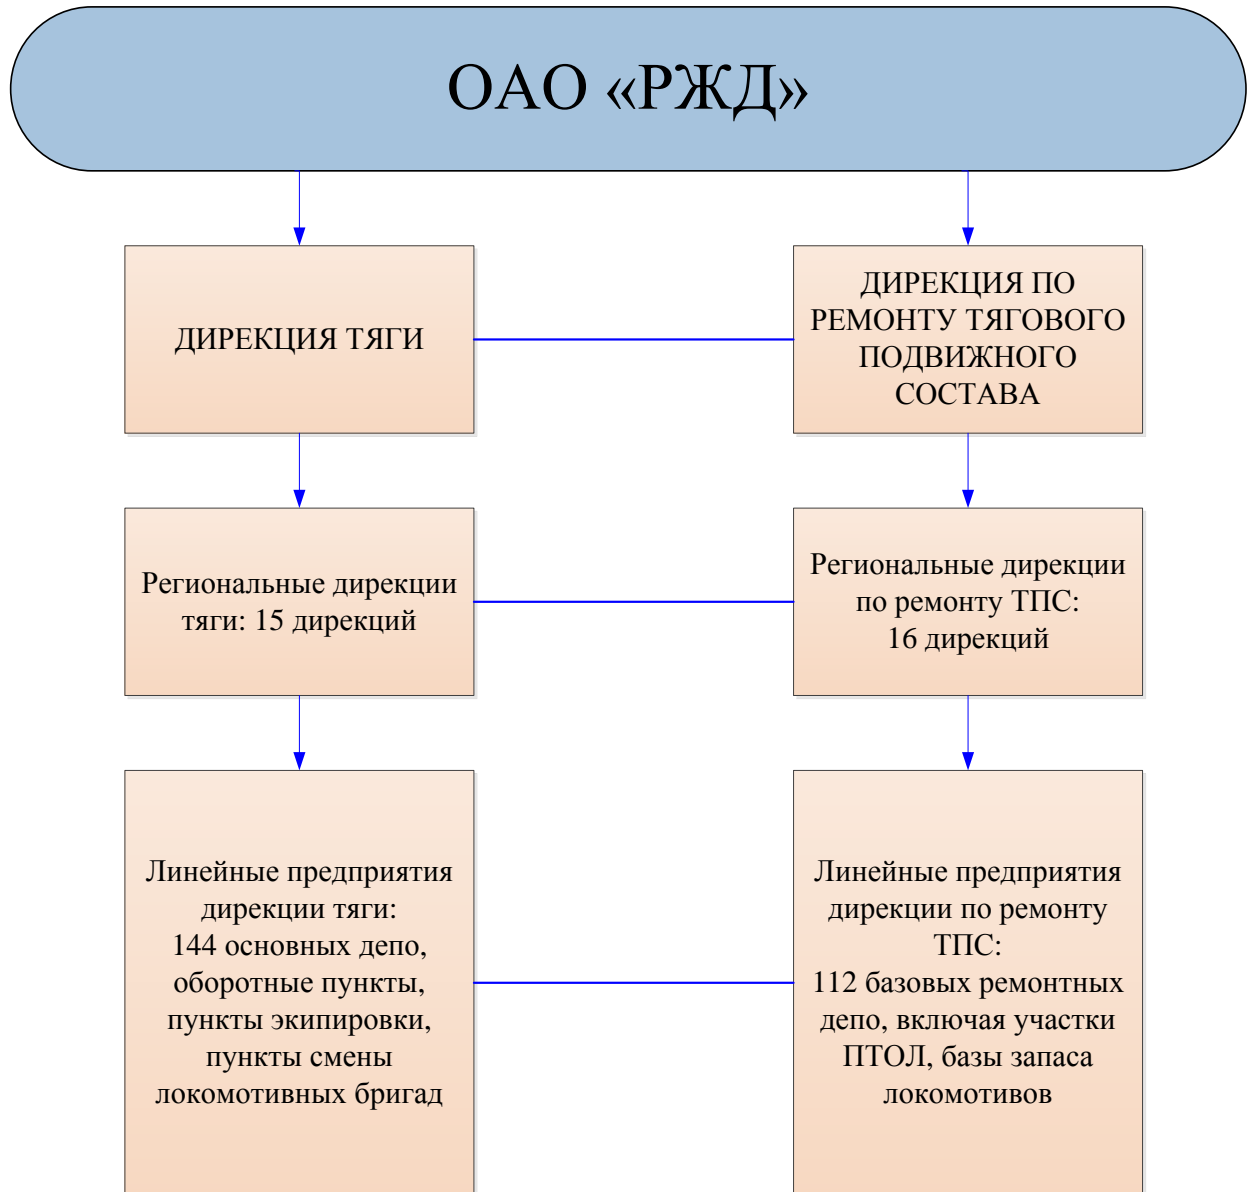 ОАО «РЖД»
ДИРЕКЦИЯ ТЯГИ
ДИРЕКЦИЯ ПО
РЕМОНТУ ТЯГОВОГО
ПОДВИЖНОГО
СОСТАВА
Региональные дирекции
тяги: 15 дирекций
Региональные дирекции
по ремонту ТПС:
16 дирекций
Линейные предприятия
дирекции тяги:
144 основных депо,
оборотные пункты,
пункты экипировки,
пункты смены
локомотивных бригад
Линейные предприятия
дирекции по ремонту
ТПС:
112 базовых ремонтных
депо, включая участки
ПТОЛ, базы запаса
локомотивов